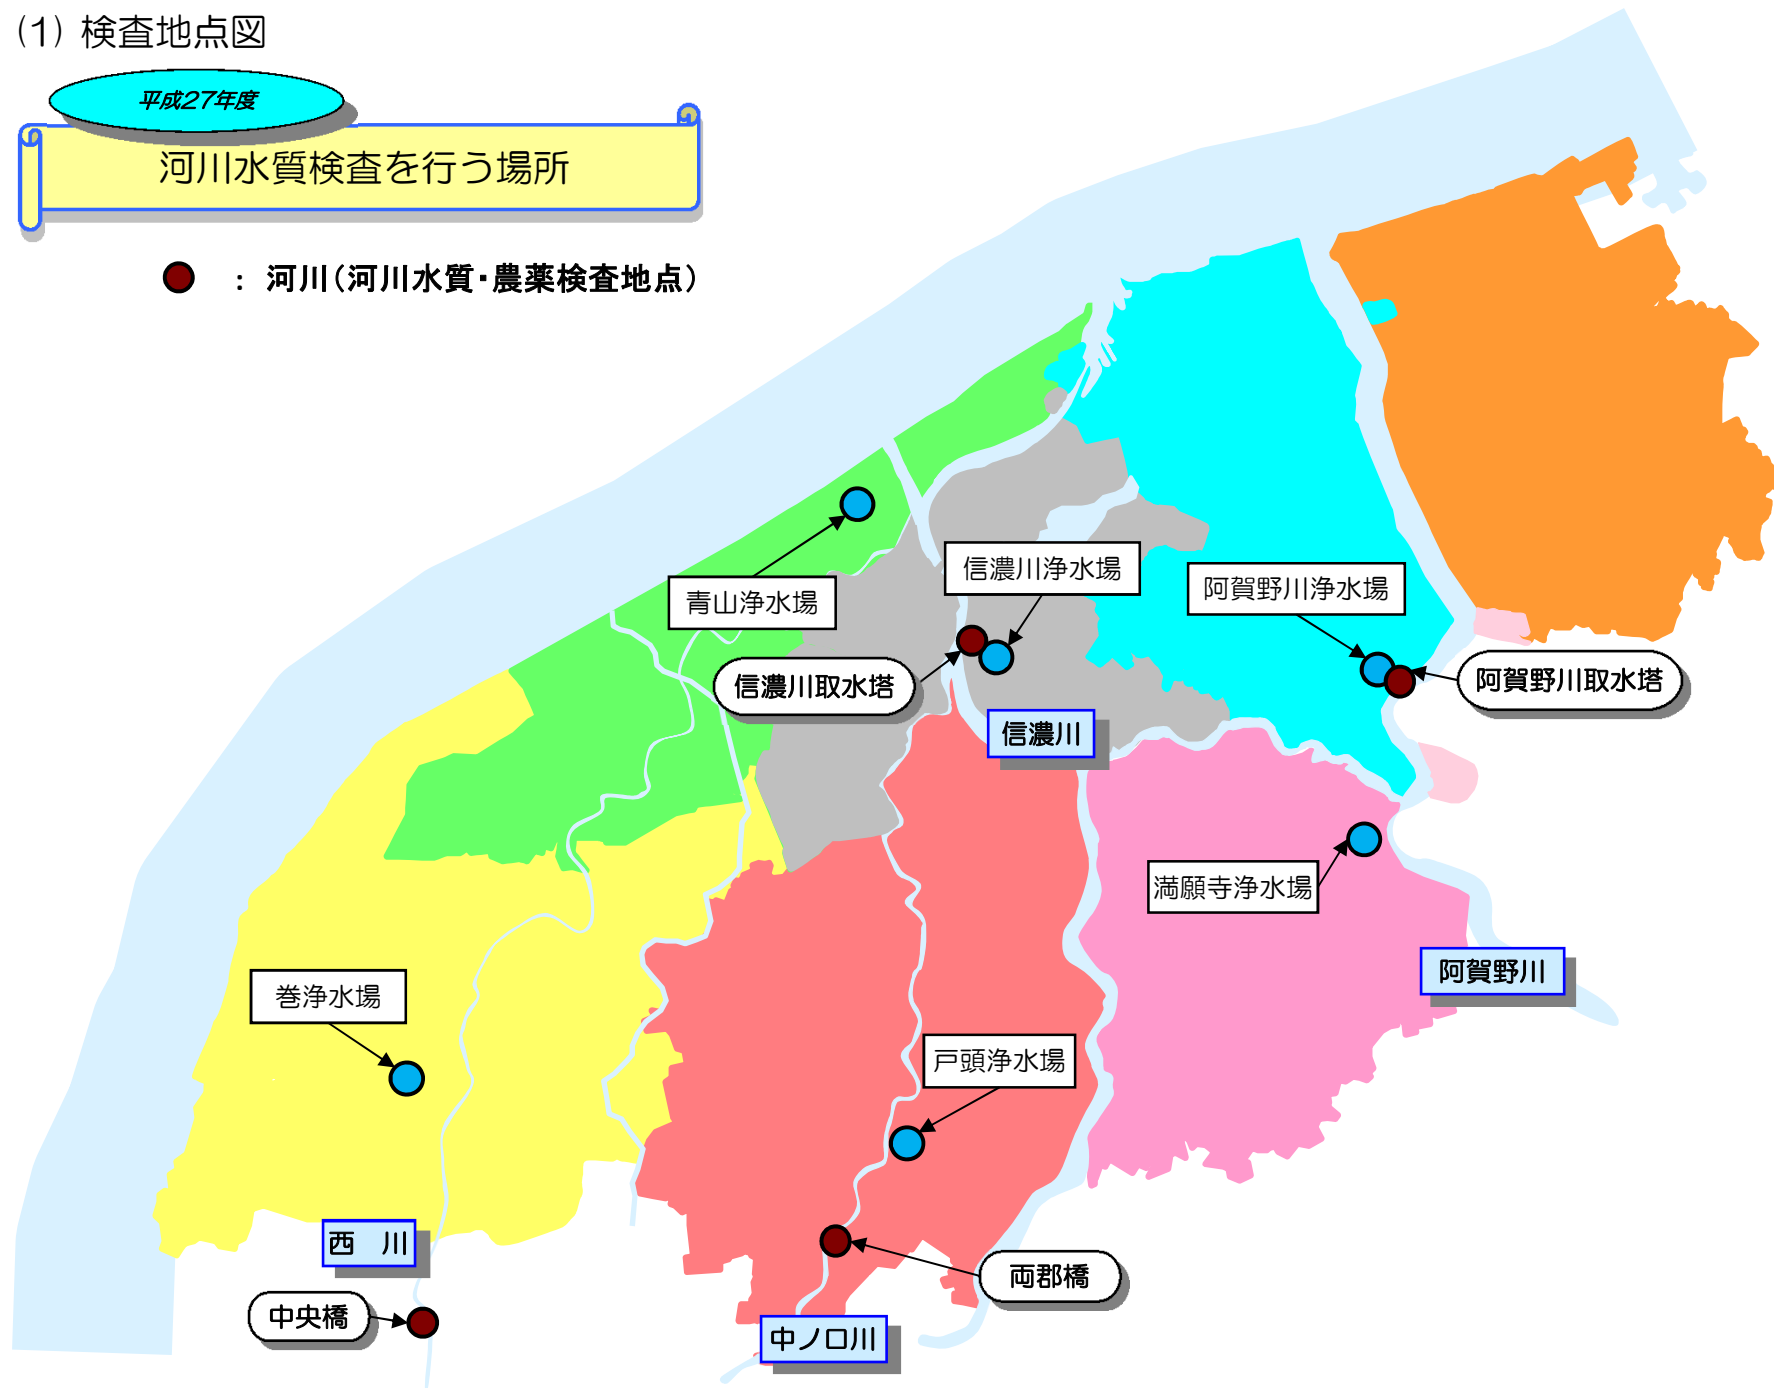 (1) 検査地点図
平成27年度
河川水質検査を行う場所
： 河川（河川水質・農薬検査地点）
青山浄水場
信濃川浄水場
阿賀野川浄水場
信濃川取水塔
阿賀野川取水塔
信濃川
満願寺浄水場
阿賀野川
巻浄水場
戸頭浄水場
西　川
両郡橋
中央橋
中ノ口川